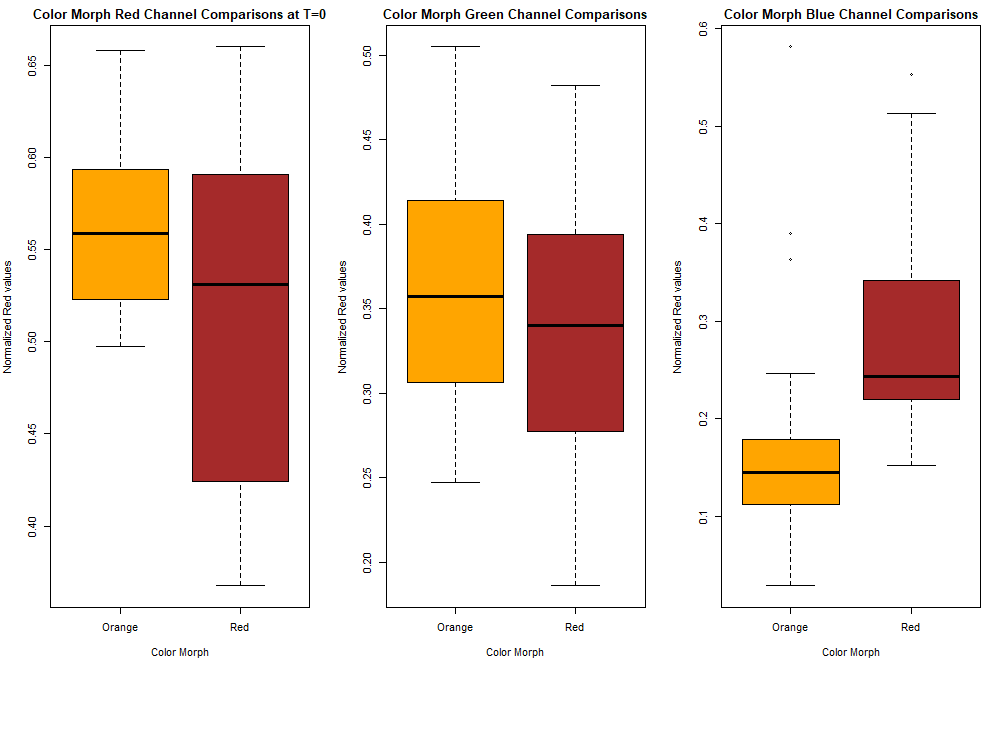 Color Morph Red Channel Comparisons at T=0
Normalized Red values
0.65
0.60
0.55
0.50
0.45
0.40
Orange Red
Color Morph
Color Morph Green Channel Comparisons
Normalized Red values
0.50
0.45
0.40
0.35
0.30
0.25
0.20
Orange Red
Color Morph
Color Morph Blue Channel Comparisons
Normalized Red values
0.6
0.5
0.4
0.3
0.2
0.1
Orange Red
Color Morph